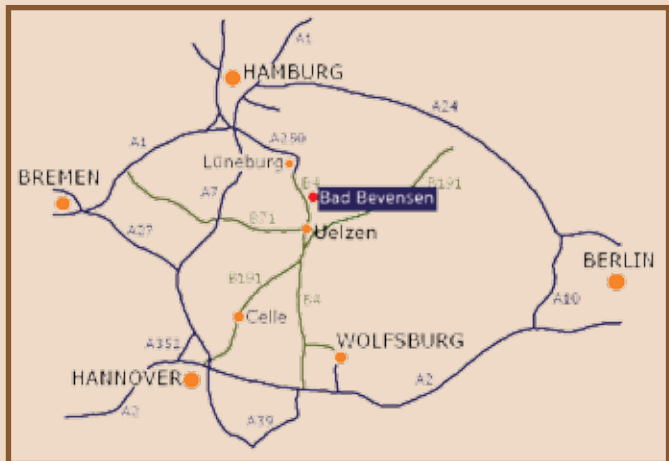 A1
HAMBURG
A24
A1
A250
Lüneburg
BREMEN
A7
B4
B191
Bad Bevensen
B71
Uelzen
A27
BERLIN
B191
B4
A10
Celle
A352
WOLFSBURG
HANNOVER
A2
A2
A39